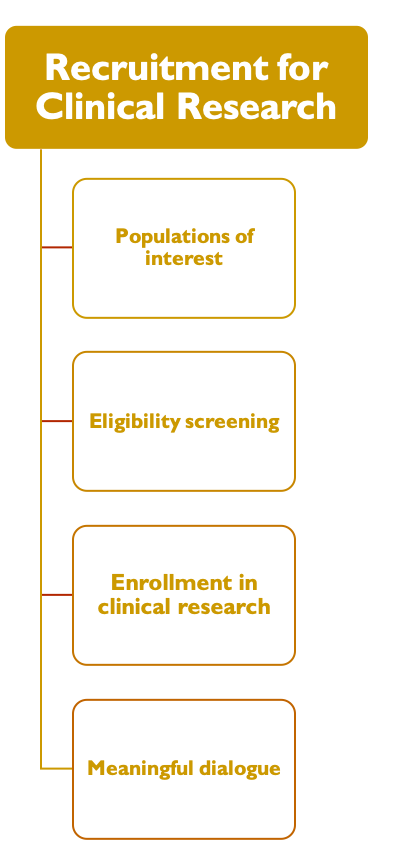 Recruitment for
Clinical Research
Populations of
interest
Eligibility screening
Enrollment in
clinical research
Meaningful dialogue